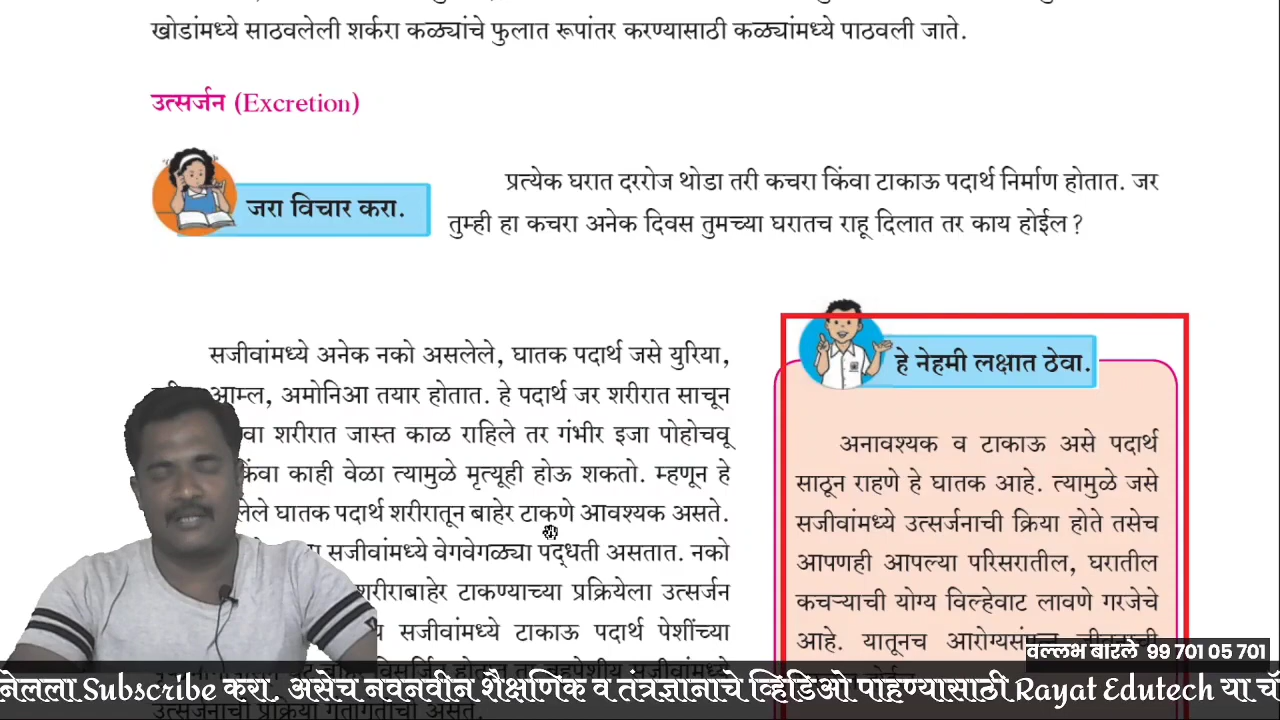 खोडांमध्ये साठवलेली शर्करा कळ्यांचे फुलात रूपांतर करण्यासाठी कळ्यांमध्ये पाठवली जाते.
उत्सर्जन (Excretion)
जरा विचार करा.
प्रत्येक घरात दररोज थोडा तरी कचरा किंवा टाकाऊ पदार्थ निर्माण होतात. जर
तुम्ही हा कचरा अनेक दिवस तुमच्या घरातच राहू दिलात तर काय होईल ?
सजीवांमध्ये अनेक नको असलेले, घातक पदार्थ जसे युरिया,
आम्ल, अमोनिआ तयार होतात. हे पदार्थ जर शरीरात साचून
शरीरात जास्त काळ राहिले तर गंभीर इजा पोहोचवू
काही वेळा त्यामुळे मृत्यूही होऊ शकतो. म्हणून हे
घातक पदार्थ शरीरातून बाहेर टाकणे आवश्यक असते.
सजीवांमध्ये वेगवेगळ्या पद्धती असतात. नको
शरीराबाहेर टाकण्याच्या प्रक्रियेला उत्सर्जन
सजीवांमध्ये टाकाऊ पदार्थ पेशींच्या
हे नेहमी लक्षात ठेवा.
अनावश्यक व टाकाऊ असे पदार्थ
साठून राहणे हे घातक आहे. त्यामुळे जसे
सजीवांमध्ये उत्सर्जनाची क्रिया होते तसेच
आपणही आपल्या परिसरातील, घरातील
कचऱ्याची योग्य विल्हेवाट लावणे गरजेचे
आहे. यातूनच आरोग्यसंपन्न
वल्लभ बारले 99 701 05 701
नेलला Subscribe करा. असेच नवनवीन शैक्षणिक व तंत्रज्ञानाचे व्हिडिओ पाहण्यासाठी Rayat Edutech या